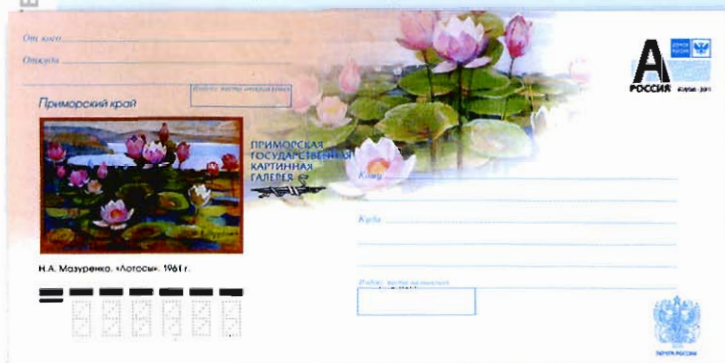 От кого
Откуда
Индекс места отправления
Приморский край
ПРИМОРСКАЯ
ГОСУДАРСТВЕННАЯ
КАРТИННАЯ
ГАЛЕРЕЯ
Н.А. Мазуренко. «Лотосы». 1961 г.
А
РОССИЯ
Кому
Куда
Индекс места назначения
ПОЧТА РОССИИ